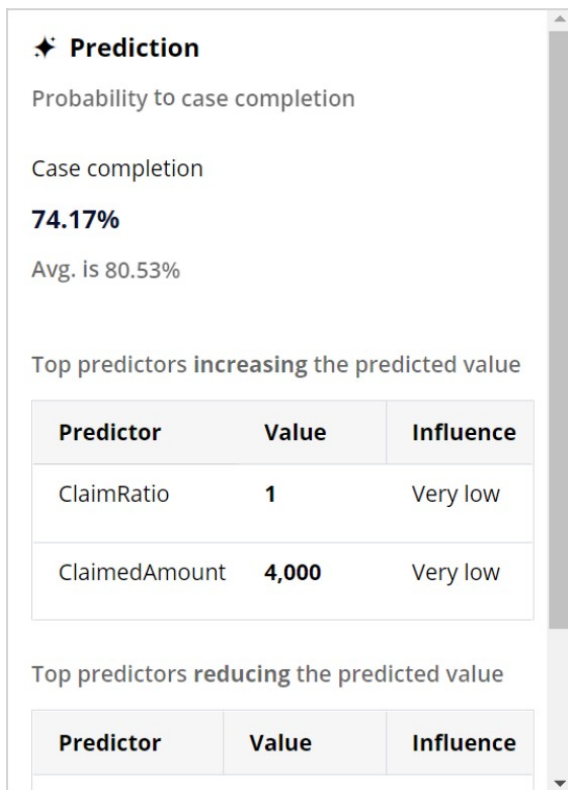 Prediction
Probability to case completion
Case completion
74.17%
Avg. is 80.53%
Top predictors increasing the predicted value
Predictor Value Influence
ClaimRatio 1 Very low
ClaimedAmount 4,000 Very low
Top predictors reducing the predicted value
Predictor Value Influence